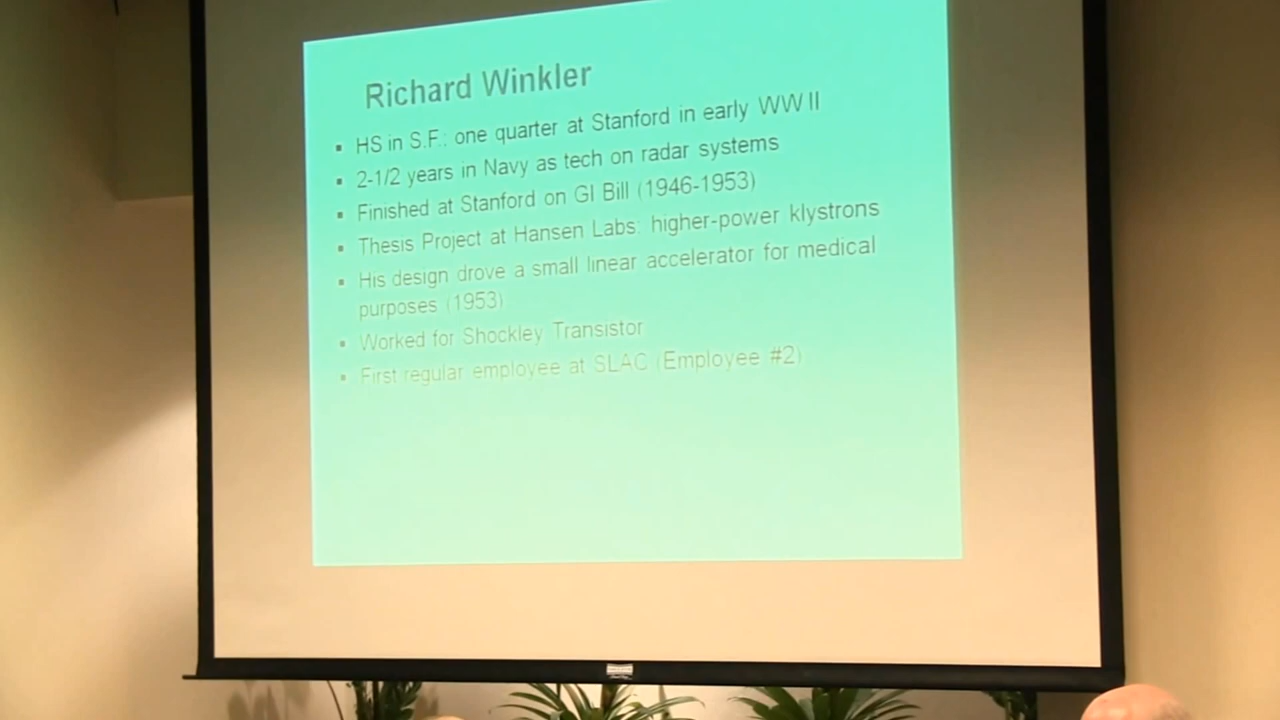 Richard Winkler
▪ HS in S.F.: one quarter at Stanford in early WW II
▪ 2-1/2 years in Navy as tech on radar systems
▪ Finished at Stanford on GI Bill (1946-1953)
▪ Thesis Project at Hansen Labs: higher-power klystrons
▪ His design drove a small linear accelerator for medical
purposes (1953)
▪ Worked for Shockley Transistor
▪ First regular employee at SLAC (Employee #2)